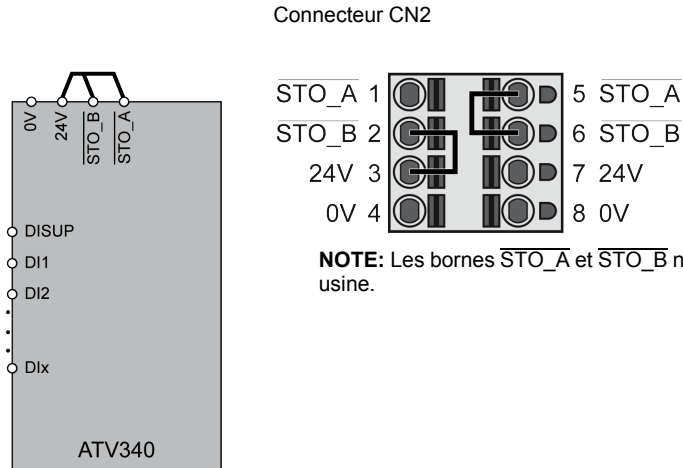 Connecteur CN2
0V
24V
STO_B
STO_A
DISUP
DI1
DI2
DIx
ATV340
STO_A 1
STO_B 2
24V 3
0V 4
5 STO_A
6 STO_B
7 24V
8 0V
NOTE: Les bornes STO_A et STO_B n
usine.